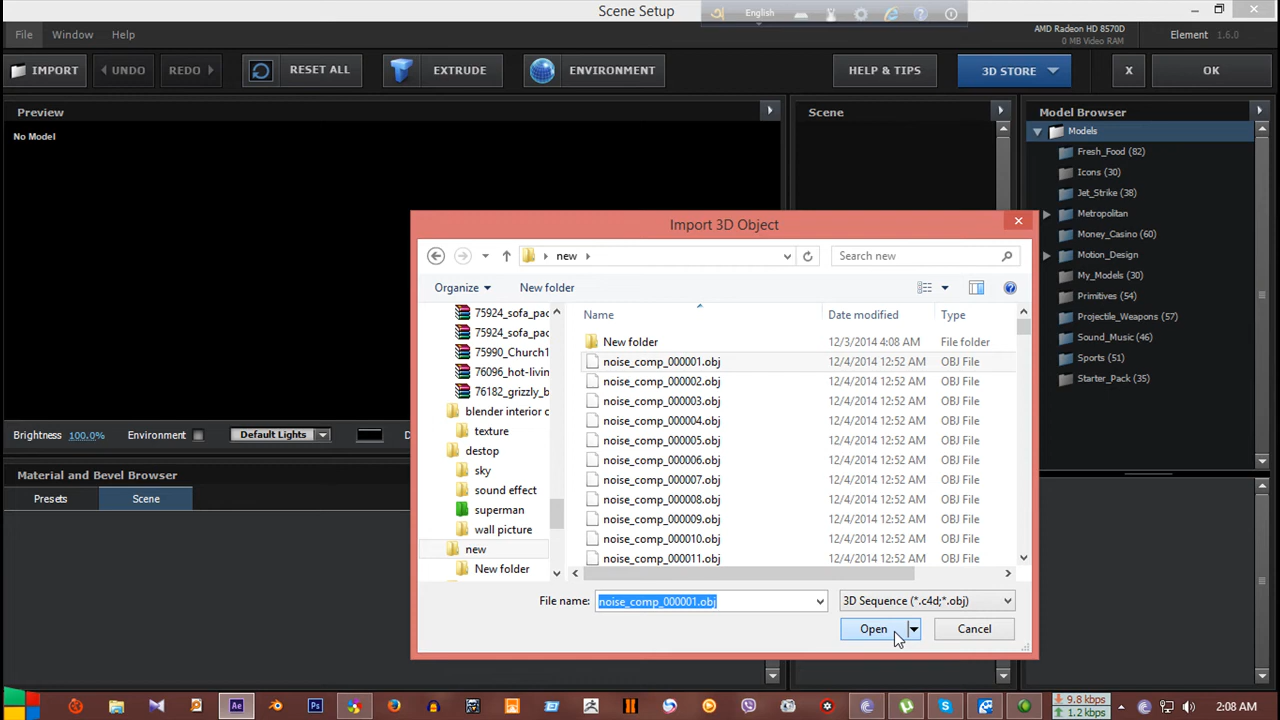 Scene Setup
English
File
Window
Help
AMD Radeon HD 8570D
0 MB Video RAM
Element 1.6.0
IMPORT
UNDO
REDO
RESET ALL
EXTRUDE
ENVIRONMENT
HELP & TIPS
3D STORE
X
OK
Preview
Scene
Model Browser
No Model
Models
Fresh_Food (82)
Icons (30)
Jet_Strike (38)
Metropolitan
Money_Casino (60)
Motion_Design
My_Models (30)
Primitives (54)
Projectile_Weapons (57)
Sound_Music (46)
Sports (51)
Starter_Pack (35)
Import 3D Object
new
Search new
Organize
New folder
75924_sofa_pac
75924_sofa_pac
75990_Church1
76096_hot-livin
76182_grizzly_b
blender interior c
texture
destop
sky
sound effect
superman
wall picture
new
New folder
Name Date modified Type
New folder 12/3/2014 4:08 AM File folder
noise_comp_000001.obj 12/4/2014 12:52 AM OBJ File
noise_comp_000002.obj 12/4/2014 12:52 AM OBJ File
noise_comp_000003.obj 12/4/2014 12:52 AM OBJ File
noise_comp_000004.obj 12/4/2014 12:52 AM OBJ File
noise_comp_000005.obj 12/4/2014 12:52 AM OBJ File
noise_comp_000006.obj 12/4/2014 12:52 AM OBJ File
noise_comp_000007.obj 12/4/2014 12:52 AM OBJ File
noise_comp_000008.obj 12/4/2014 12:52 AM OBJ File
noise_comp_000009.obj 12/4/2014 12:52 AM OBJ File
noise_comp_000010.obj 12/4/2014 12:52 AM OBJ File
noise_comp_000011.obj 12/4/2014 12:52 AM OBJ File
File name: noise_comp_000001.obj
3D Sequence (*.c4d;*.obj)
Open
Cancel
Brightness 100.0% Environment Default Lights D
Material and Bevel Browser
Presets
Scene
Ae
Ps
9.8 kbps
1.2 kbps
2:08 AM